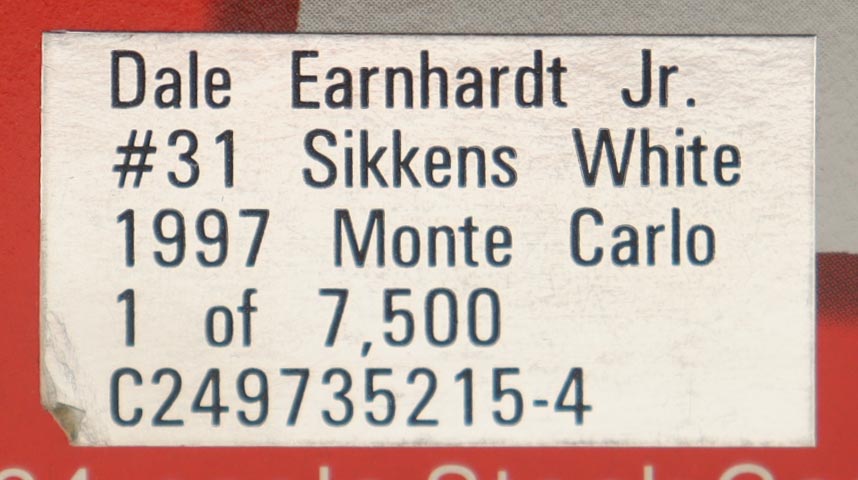 Dale Earnhardt Jr.
#31 Sikkens White
1997 Monte Carlo
1 of 7,500
C249735215-4